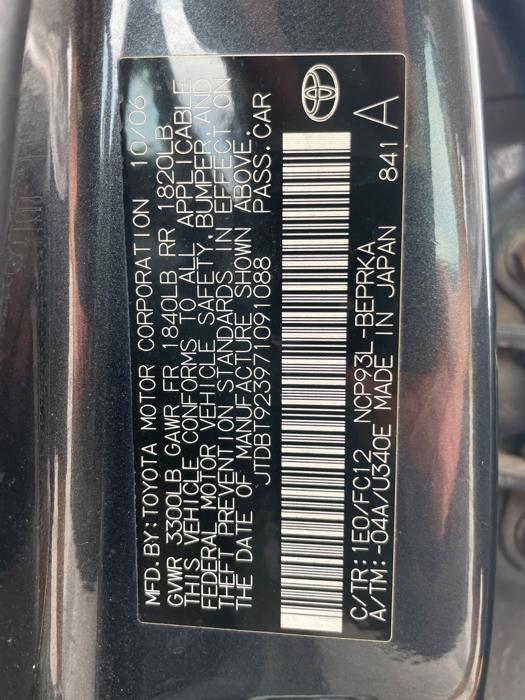 MFD.BY:TOYOTA MOTOR CORPORATION 10/06
GVWR 3300LB GAWR FR 1840LB RR 1820LB
THIS VEHICLE CONFORMS TO ALL APPLICABLE
FEDERAL MOTOR VEHICLE SAFETY, BUMPER AND
THEFT PREVENTION STANDARDS IN EFFECT ON
THE DATE OF MANUFACTURE SHOWN ABOVE.
JTDBT923971091088 PASS.CAR
C/TR:1E0/FC12 NCP93L-BEPRKA 841 A
A/TM:-04A/U340E MADE IN JAPAN